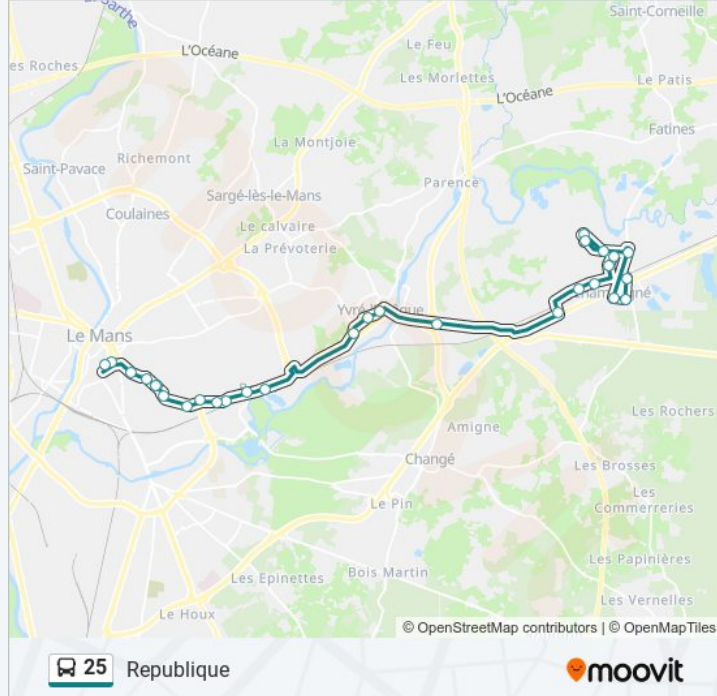 Sarthe
Saint-Corneille
L'Océane
Le Feu
es Roches
Les Morlettes
Le Patis
L'Océane
Fatines
La Montjoie
Richemont
Saint-Pavace
Parence
Sargé-lès-le-Mans
Coulaines
Le calvaire
La Prévoterie
Yvré-l'Évêque
Le Mans
Les Rochers
Amigne
Changé
Les Brosses
Les
Commerreries
Le Pin
Les Papinières
Bois Martin
Les Epinettes
Les Vernelles
Le Houx
© OpenStreetMap contributors | © OpenMapTiles
25 Republique
moovit